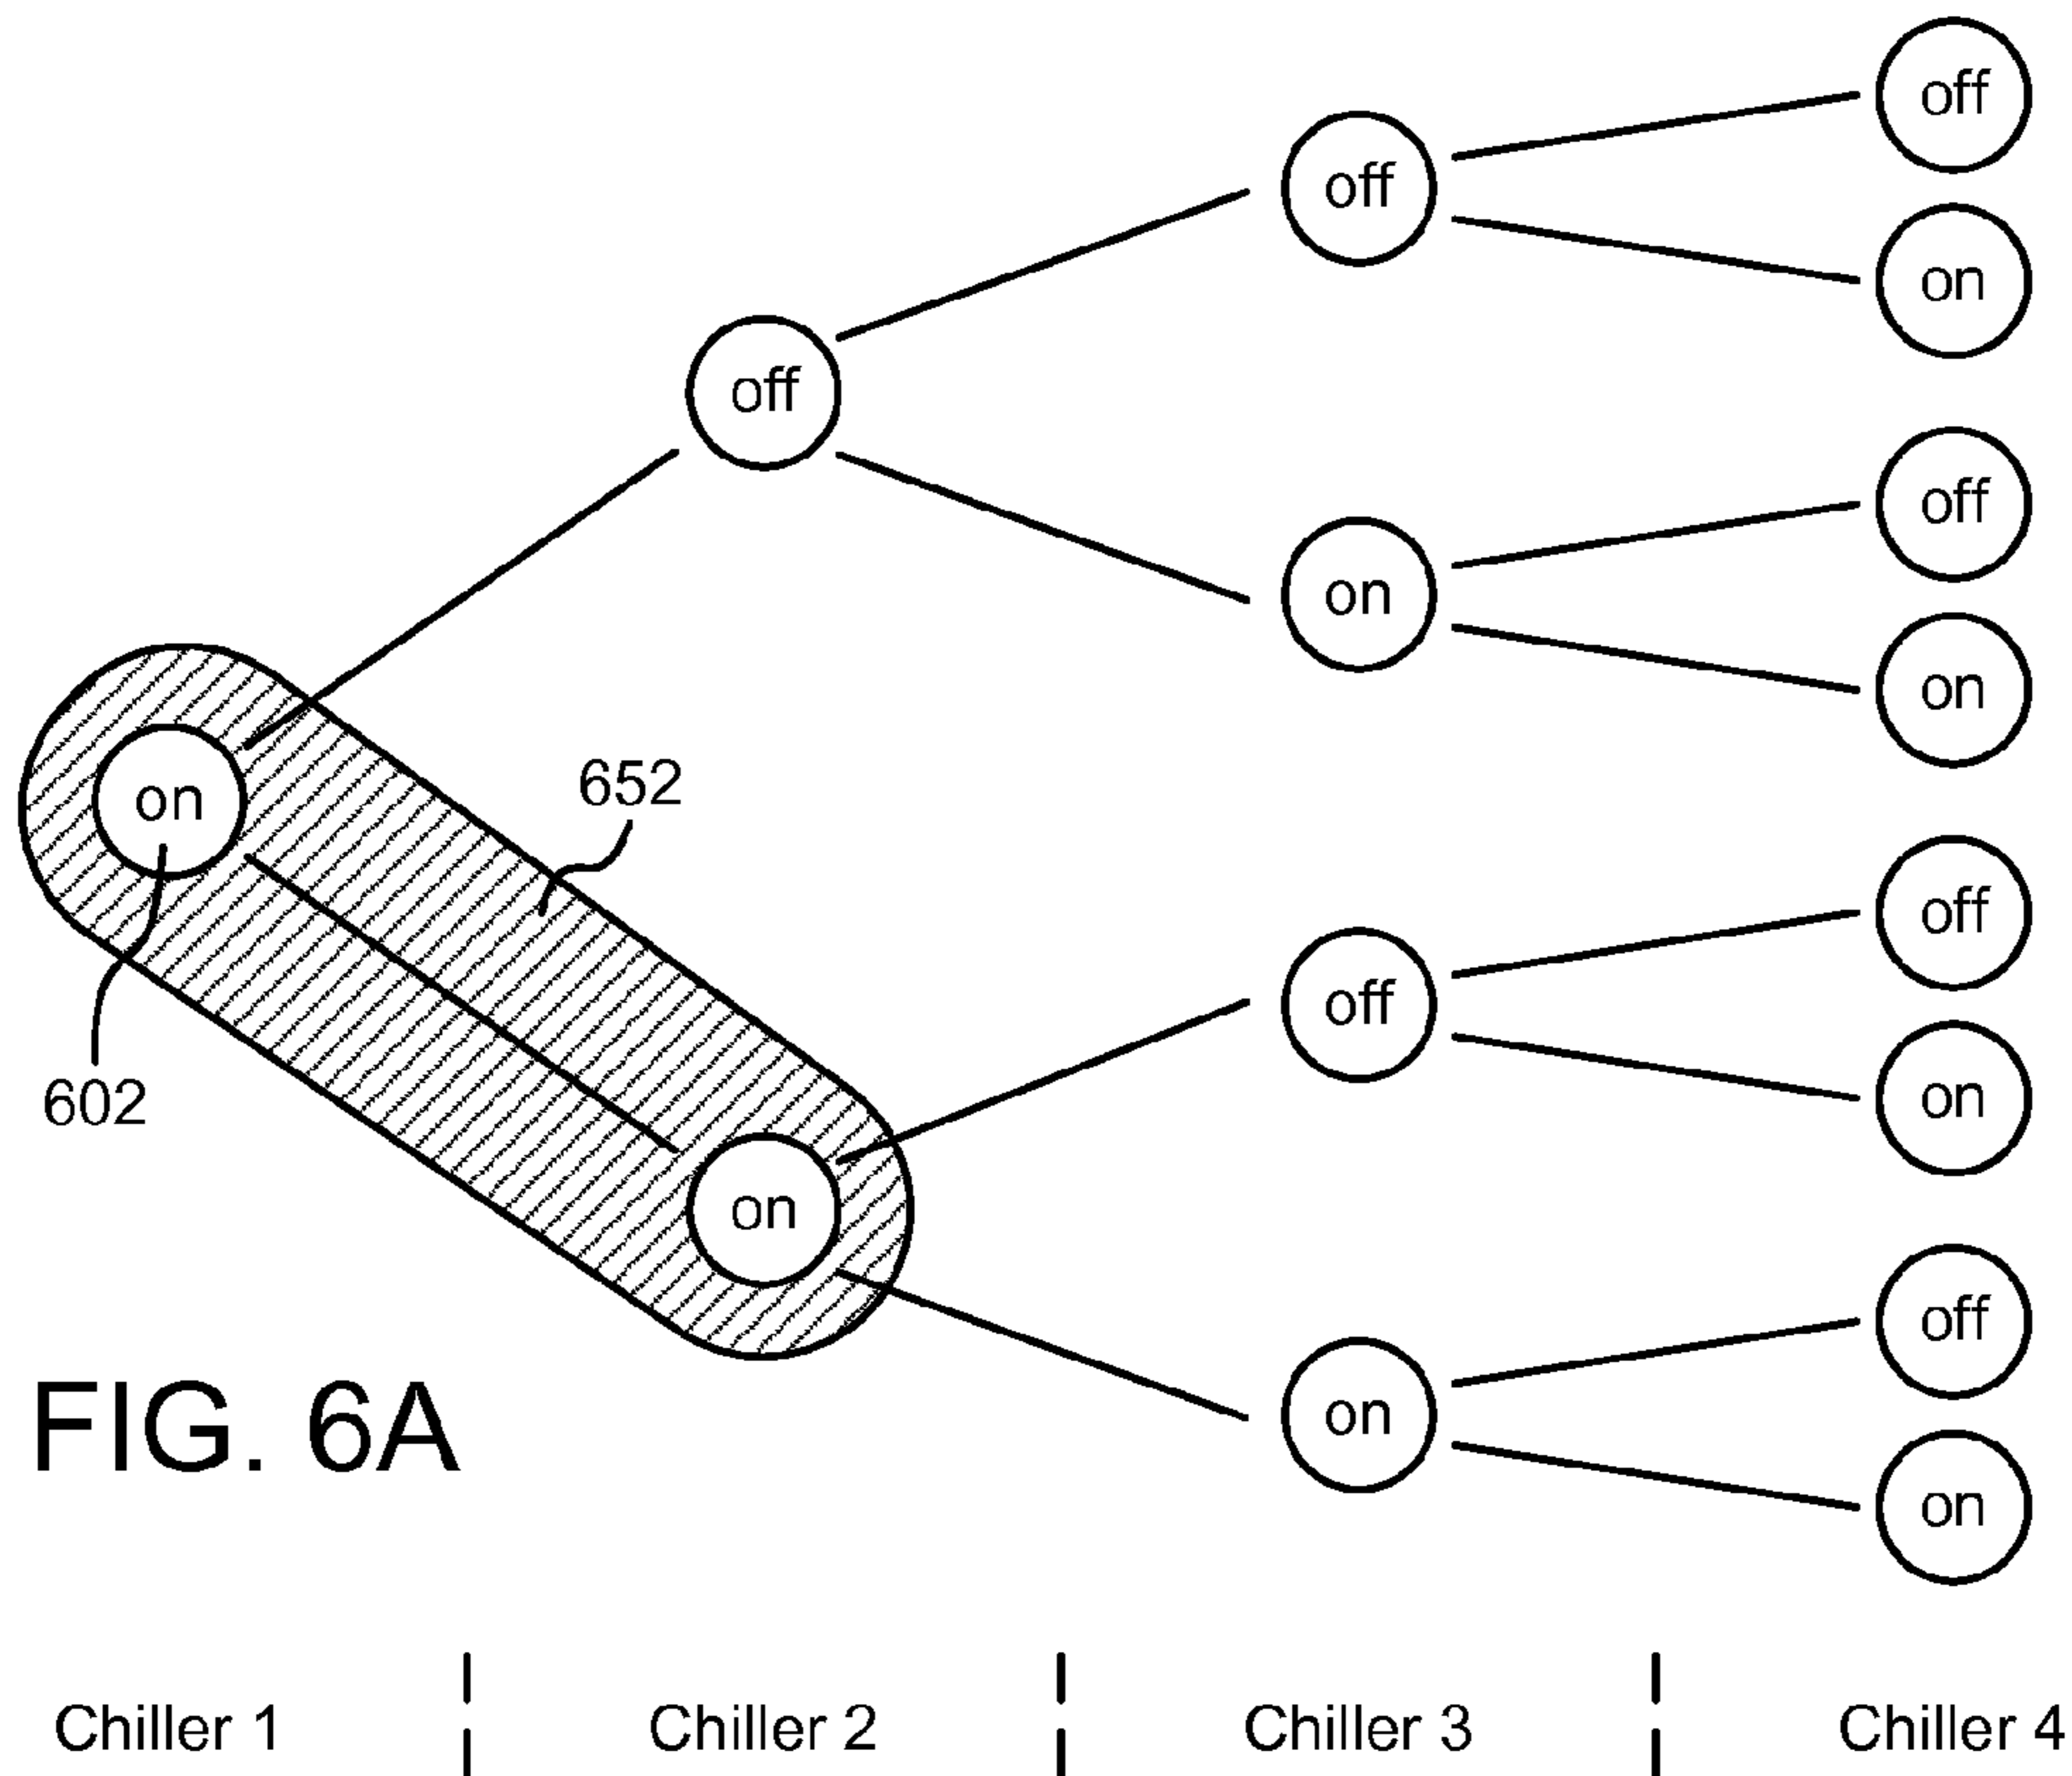 off
off
on
off
off
on
on
on
652
off
off
on
602
on
off
on
on
FIG. 6A
Chiller 1
Chiller 2
Chiller 3
Chiller 4